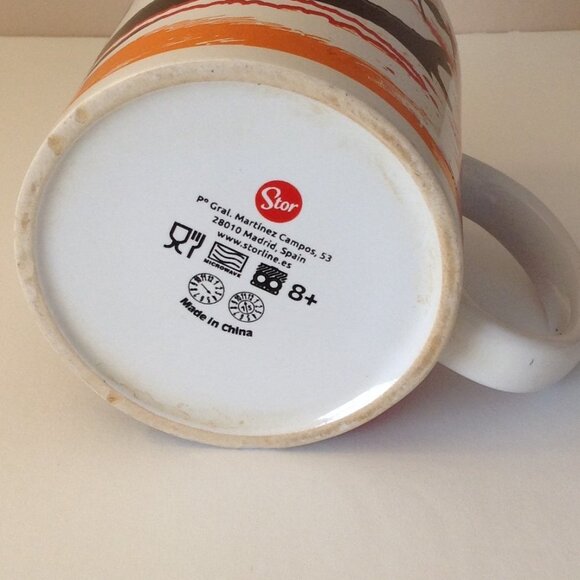 Stor
Pº Gral. Martínez Campos, 53
28010 Madrid, Spain
www.storline.es
MICROWAVE
8+
Made in China